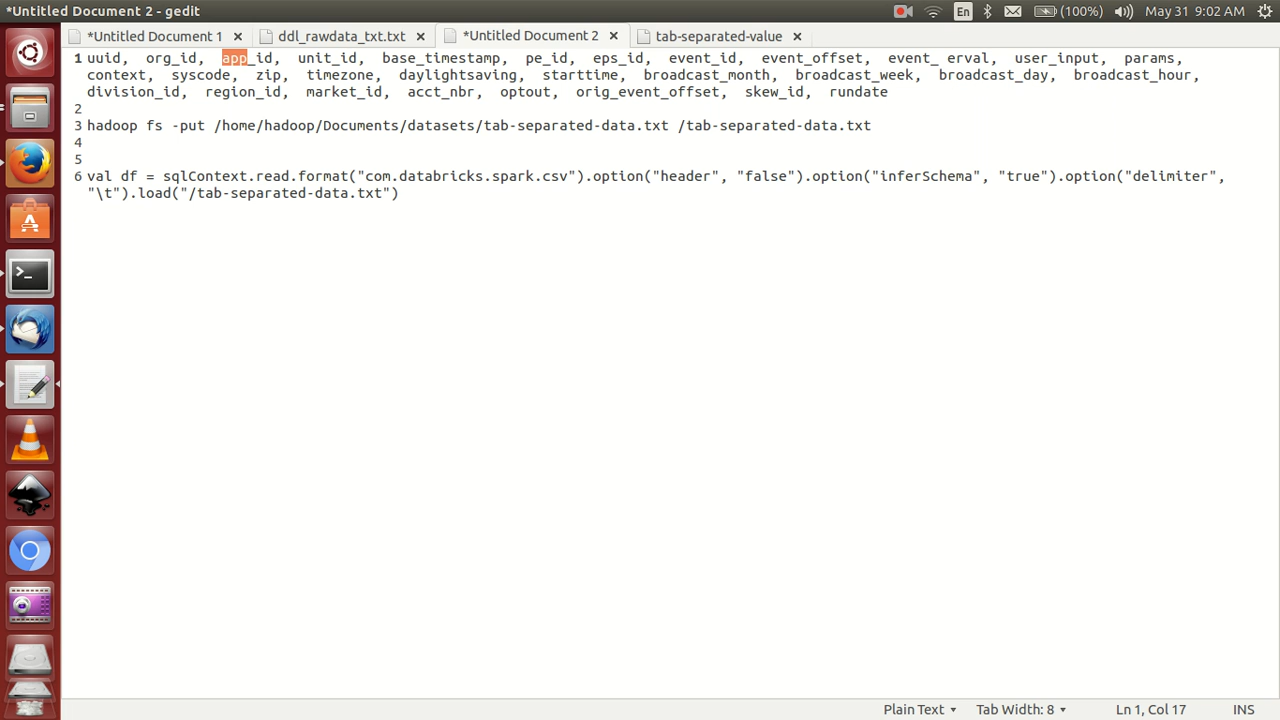 *Untitled Document 2 - gedit
En
(100%)
May 31 9:02 AM
*Untitled Document 1 ×
ddl_rawdata_txt.txt ×
*Untitled Document 2 ×
tab-separated-value ×
1 uuid, org_id, app_id, unit_id, base_timestamp, pe_id, eps_id, event_id, event_offset, event_ erval, user_input, params,
context, syscode, zip, timezone, daylightsaving, starttime, broadcast_month, broadcast_week, broadcast_day, broadcast_hour,
division_id, region_id, market_id, acct_nbr, optout, orig_event_offset, skew_id, rundate
2
3 hadoop fs -put /home/hadoop/Documents/datasets/tab-separated-data.txt /tab-separated-data.txt
4
5
6 val df = sqlContext.read.format("com.databricks.spark.csv").option("header", "false").option("inferSchema", "true").option("delimiter",
"\t").load("/tab-separated-data.txt")
Plain Text
Tab Width: 8
Ln 1, Col 17
INS